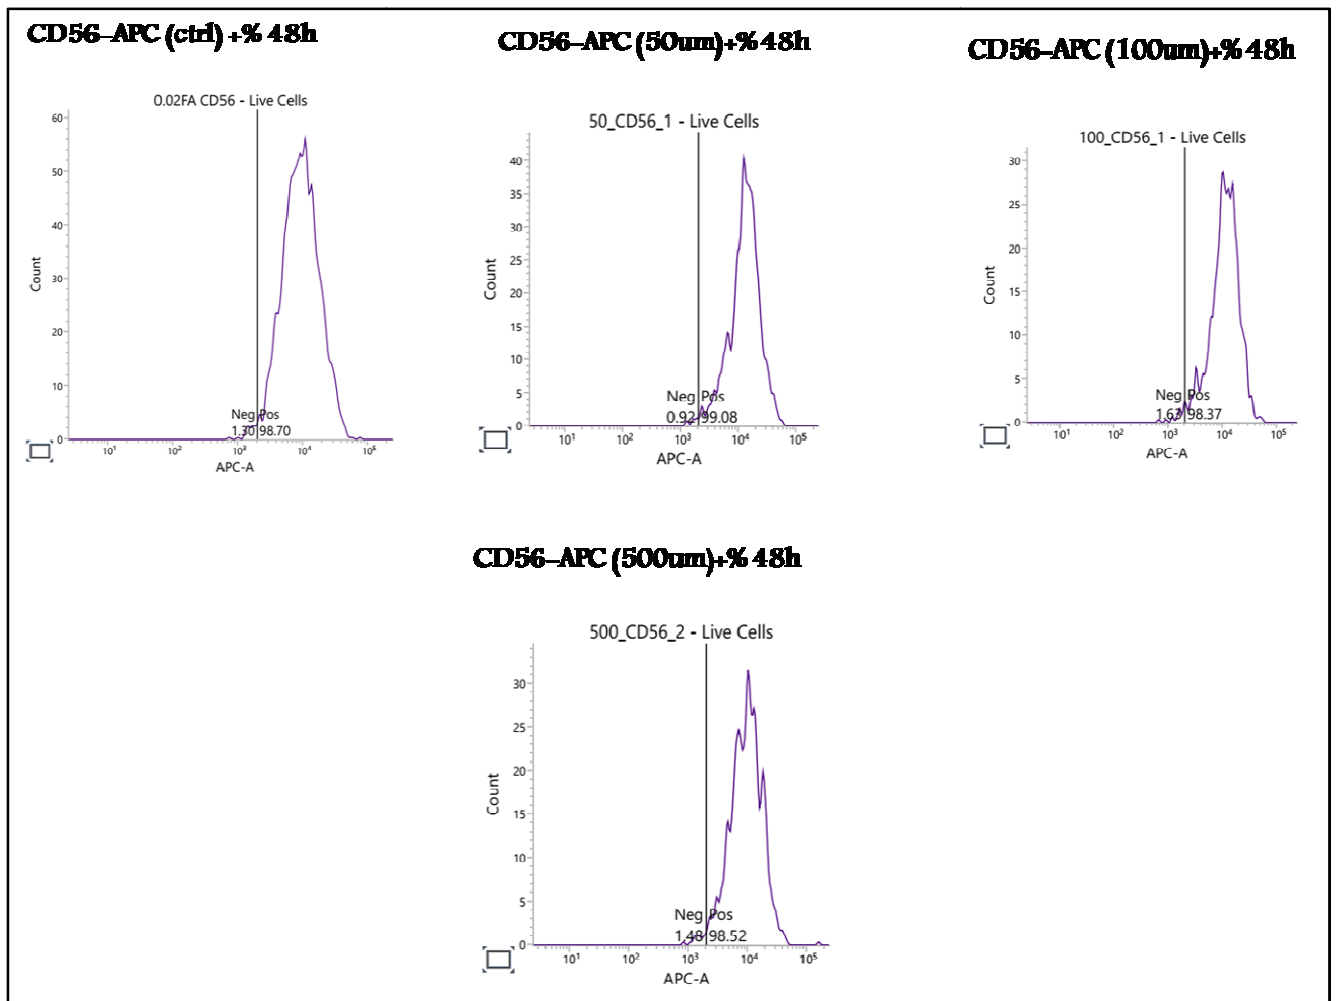 CD56-APC (ctrl) +% 48h
0.02FA CD56 - Live Cells
60
50
40
30
20
10
0
Count
Neg Pos
1.30 98.70
10¹ 10² 10³ 10⁴ 10⁵
APC-A
CD56-APC (50um)+% 48h
50_CD56_1 - Live Cells
40
35
30
25
20
15
10
5
0
Count
Neg Pos
0.92 99.08
10¹ 10² 10³ 10⁴ 10⁵
APC-A
CD56-APC (100um)+% 48h
100_CD56_1 - Live Cells
30
25
20
15
10
5
0
Count
Neg Pos
1.63 98.37
10¹ 10² 10³ 10⁴ 10⁵
APC-A
CD56-APC (500um)+% 48h
500_CD56_2 - Live Cells
30
25
20
15
10
5
0
Count
Neg Pos
1.48 98.52
10¹ 10² 10³ 10⁴ 10⁵
APC-A